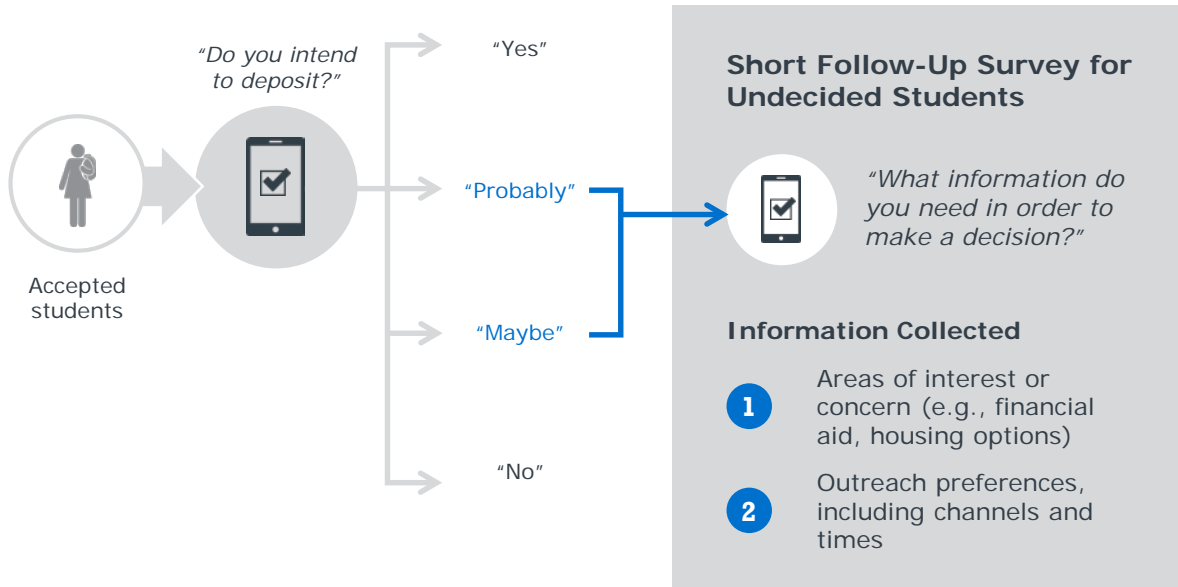 “Do you intend
to deposit?”
Accepted
students
“Yes”
“Probably”
“Maybe”
“No”
Short Follow-Up Survey for
Undecided Students
“What information do
you need in order to
make a decision?”
Information Collected
1
Areas of interest or
concern (e.g., financial
aid, housing options)
2
Outreach preferences,
including channels and
times